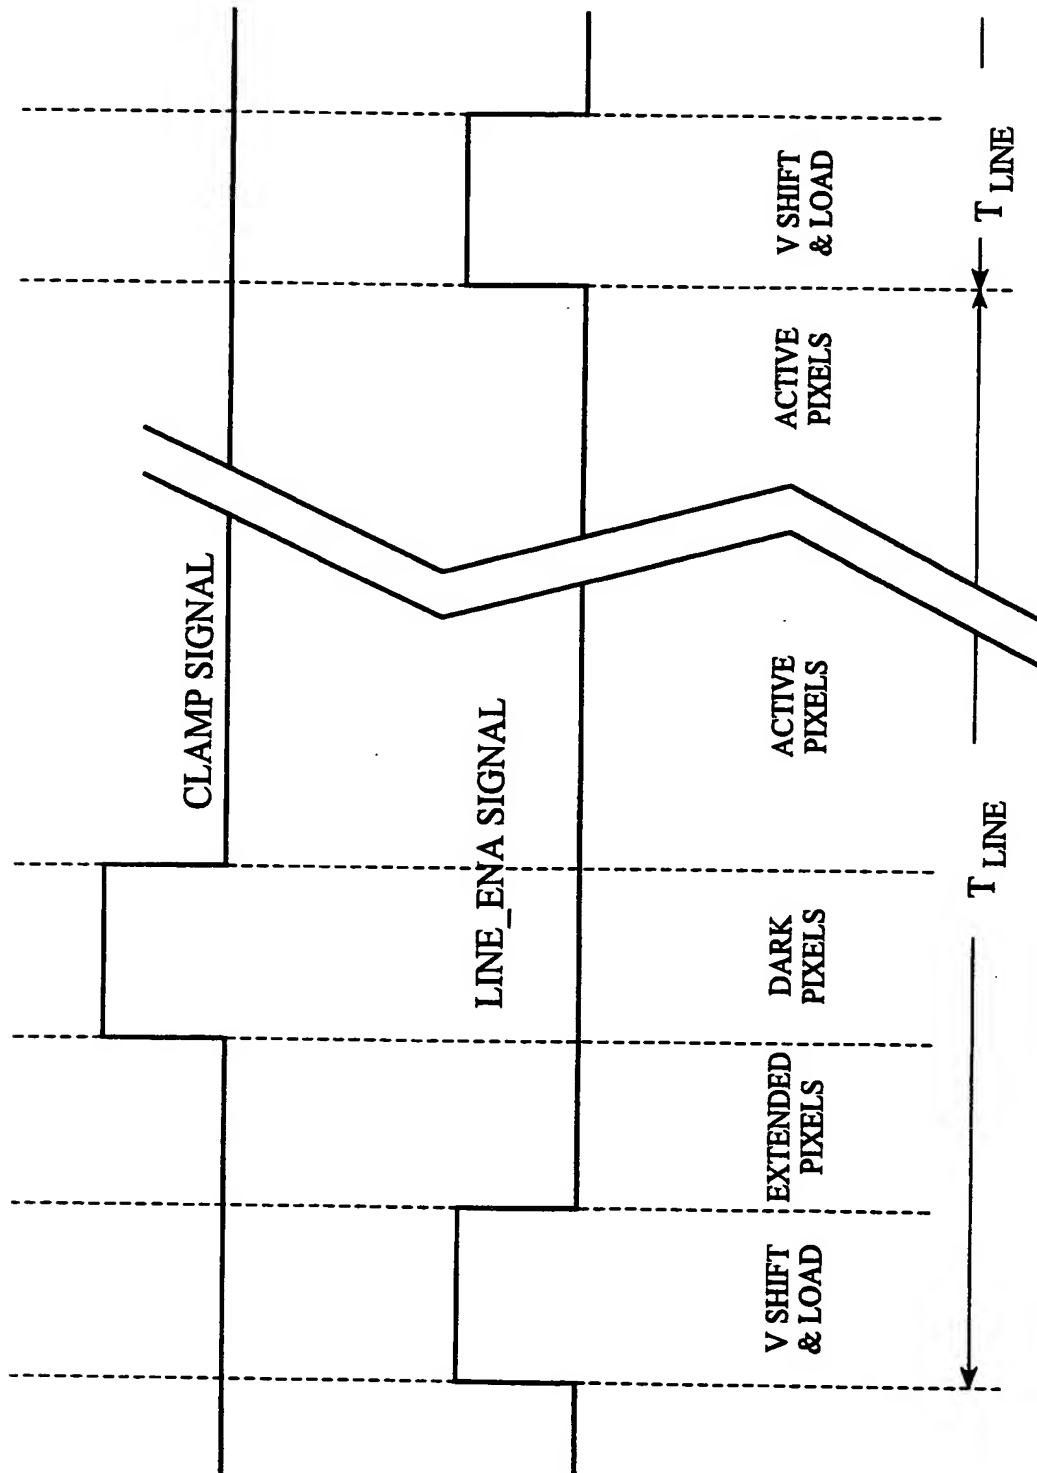 CLAMP SIGNAL
LINE_ENA SIGNAL
V SHIFT
& LOAD
EXTENDED
PIXELS
DARK
PIXELS
ACTIVE
PIXELS
ACTIVE
PIXELS
V SHIFT
& LOAD
T LINE
T LINE